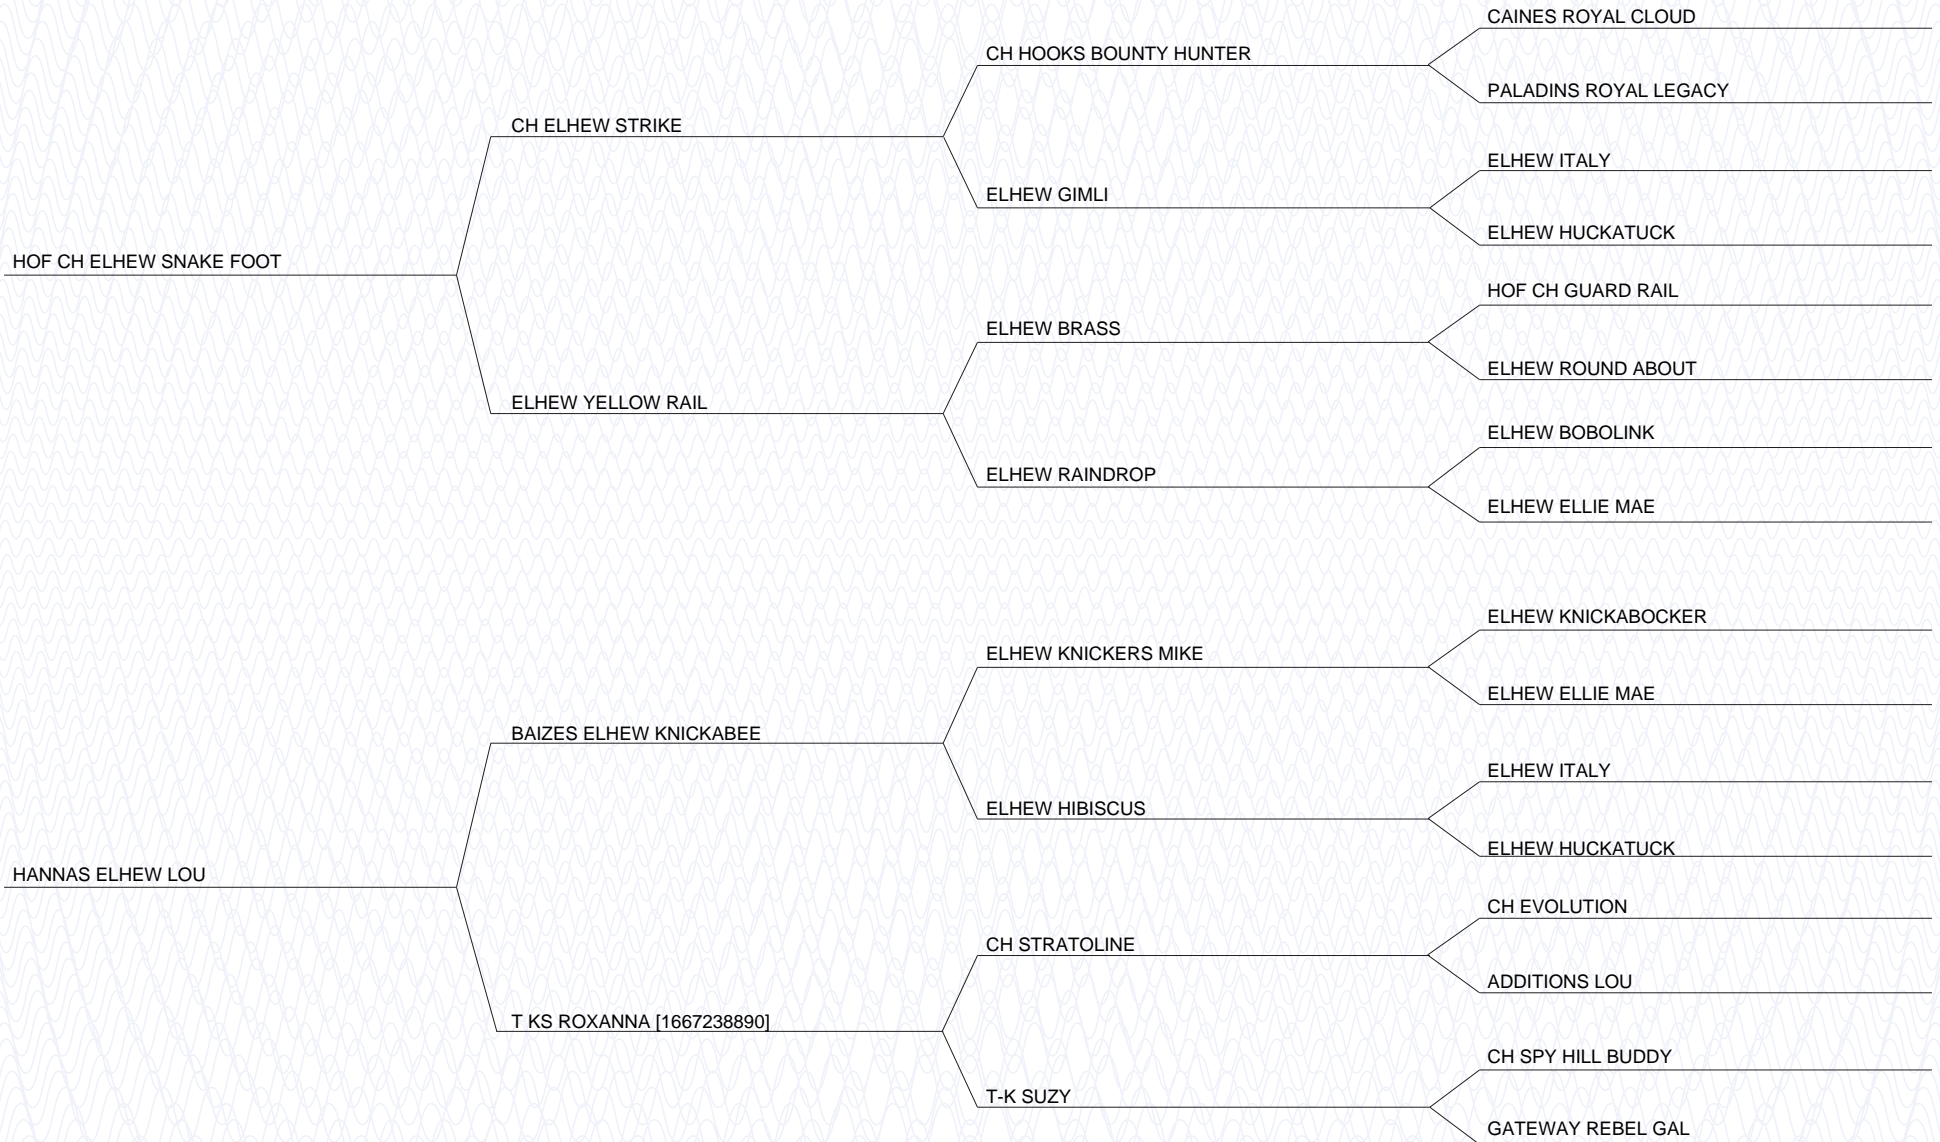 CAINES ROYAL CLOUD
CH HOOKS BOUNTY HUNTER
PALADINS ROYAL LEGACY
CH ELHEW STRIKE
ELHEW ITALY
ELHEW GIMLI
ELHEW HUCKATUCK
HOF CH ELHEW SNAKE FOOT
HOF CH GUARD RAIL
ELHEW BRASS
ELHEW ROUND ABOUT
ELHEW YELLOW RAIL
ELHEW BOBOLINK
ELHEW RAINDROP
ELHEW ELLIE MAE
ELHEW KNICKABOCKER
ELHEW KNICKERS MIKE
ELHEW ELLIE MAE
BAIZES ELHEW KNICKABEE
ELHEW ITALY
ELHEW HIBISCUS
ELHEW HUCKATUCK
HANNAS ELHEW LOU
CH EVOLUTION
CH STRATOLINE
ADDITIONS LOU
T KS ROXANNA [1667238890]
CH SPY HILL BUDDY
T-K SUZY
GATEWAY REBEL GAL